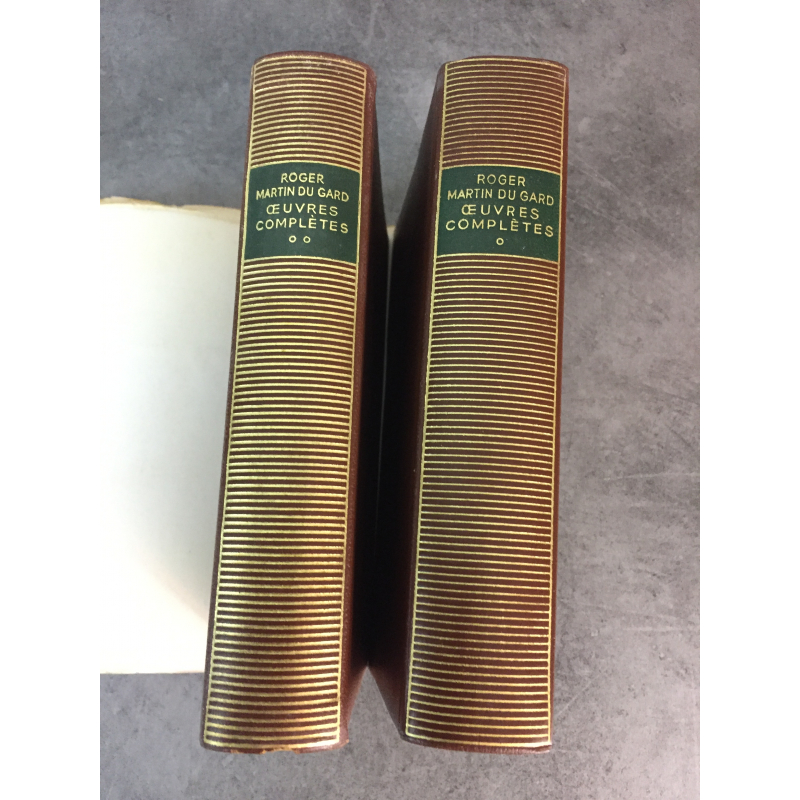 ROGER
MARTIN DU GARD
ŒUVRES
COMPLÈTES
○ ○
ROGER
MARTIN DU GARD
ŒUVRES
COMPLÈTES
○